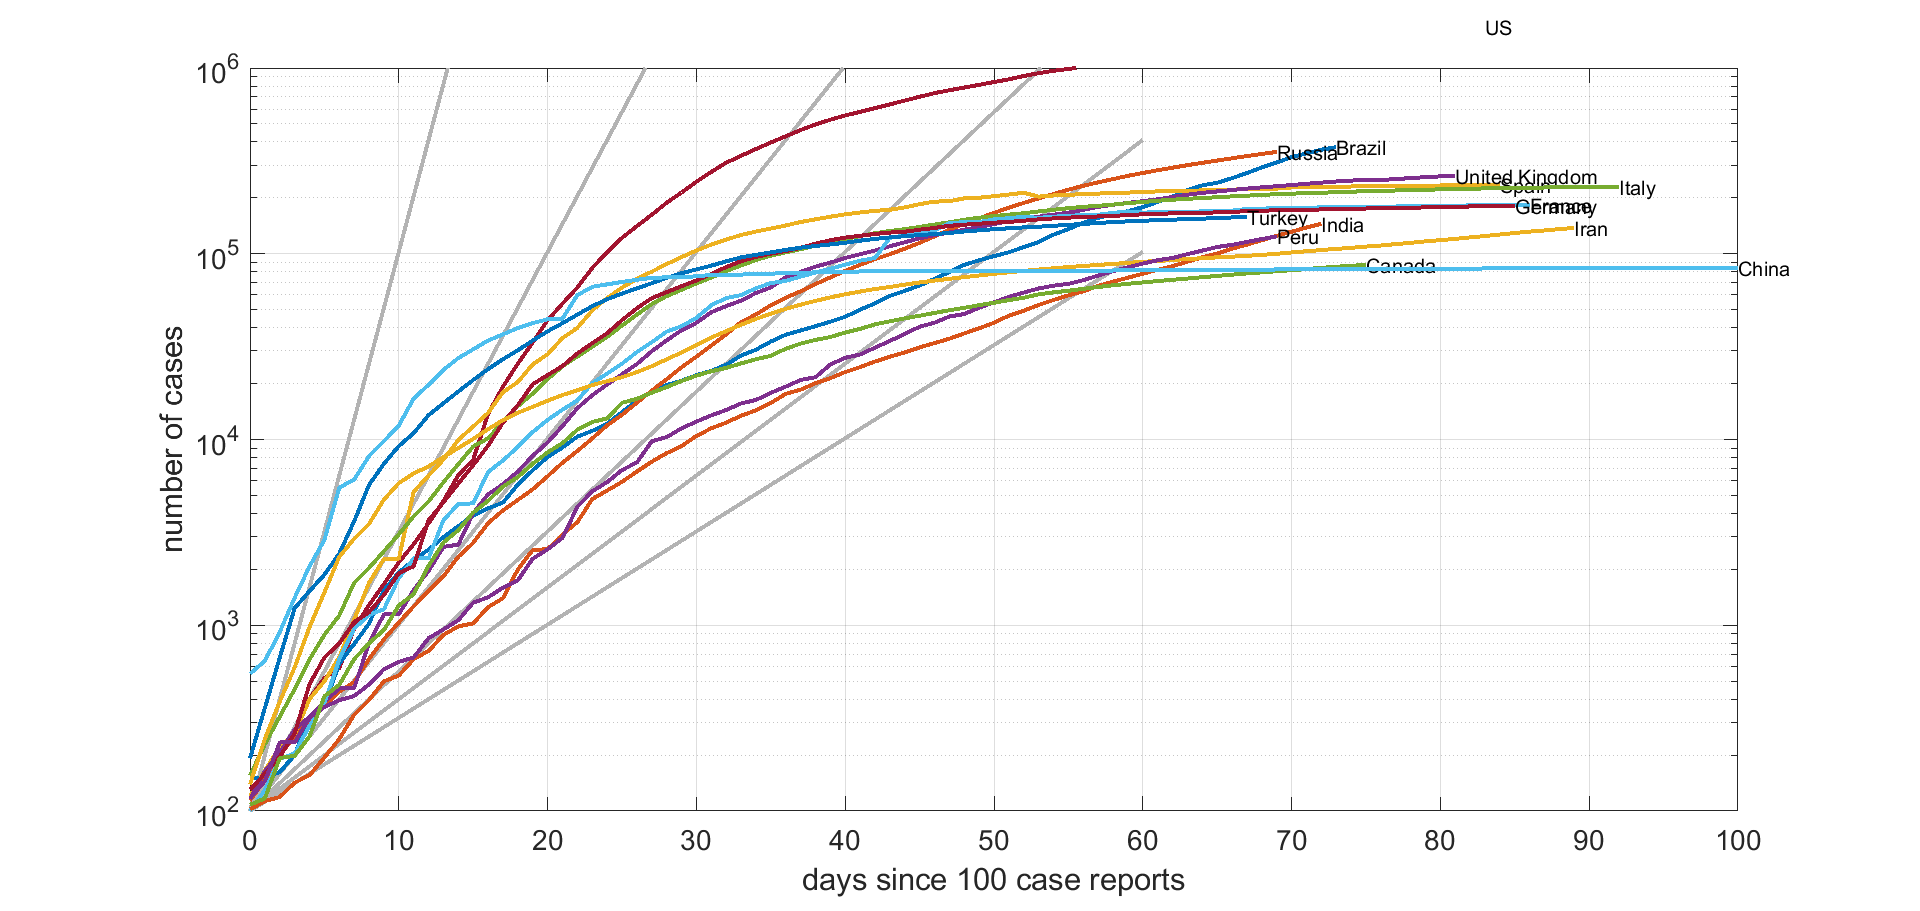 US
10^6
Brazil
Russia
United Kingdom
Spain
Italy
France
Germany
Turkey
India
Iran
Peru
10^5
Canada
China
number of cases
10^4
10^3
10^2
0 10 20 30 40 50 60 70 80 90 100
days since 100 case reports